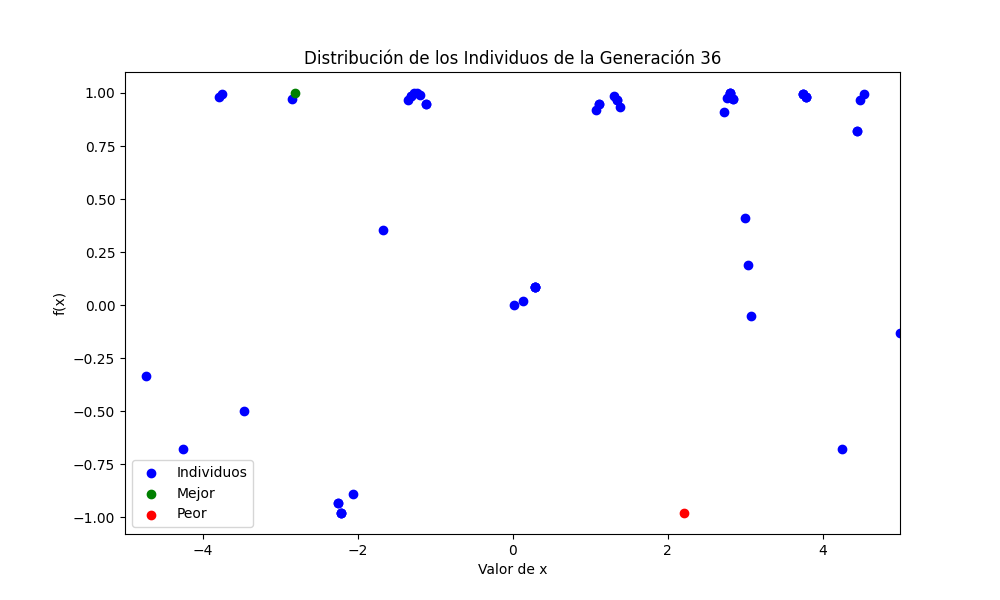 Distribución de los Individuos de la Generación 36
f(x)
1.00
0.75
0.50
0.25
0.00
−0.25
−0.50
−0.75
−1.00
Individuos
Mejor
Peor
−4 −2 0 2 4
Valor de x